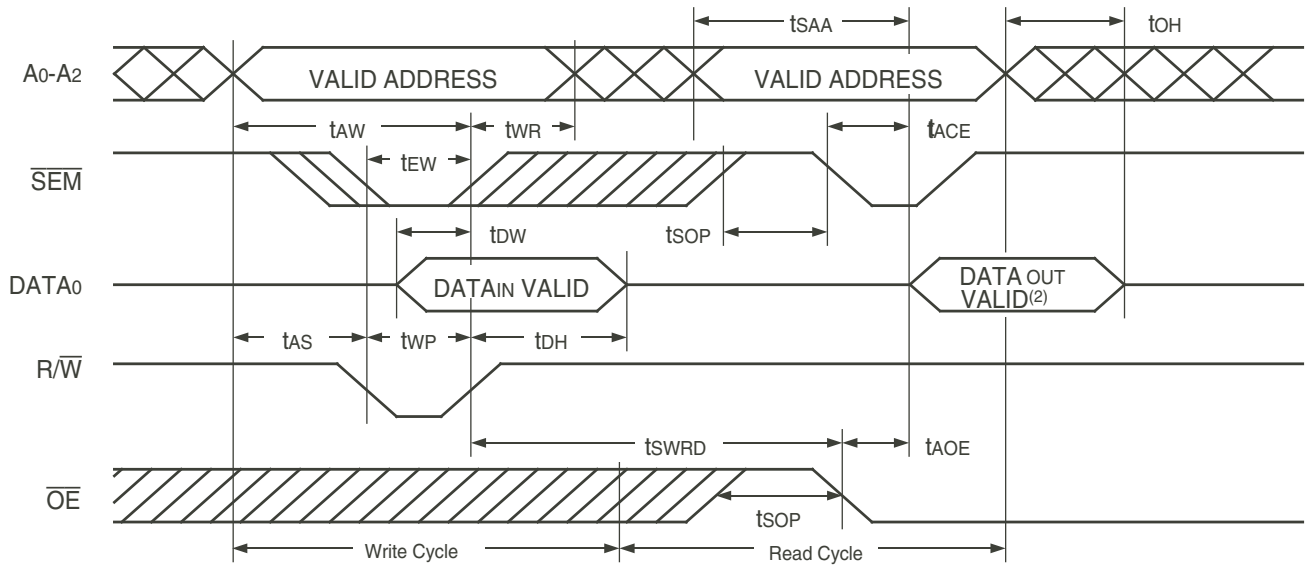 tSAA tOH
A0-A2 VALID ADDRESS VALID ADDRESS
tAW tWR tACE
tEW
SEM
tDW tSOP
DATA0 DATAIN VALID DATA OUT
VALID(2)
tAS tWP tDH
R/W
tSWRD tAOE
OE
tSOP
Write Cycle Read Cycle